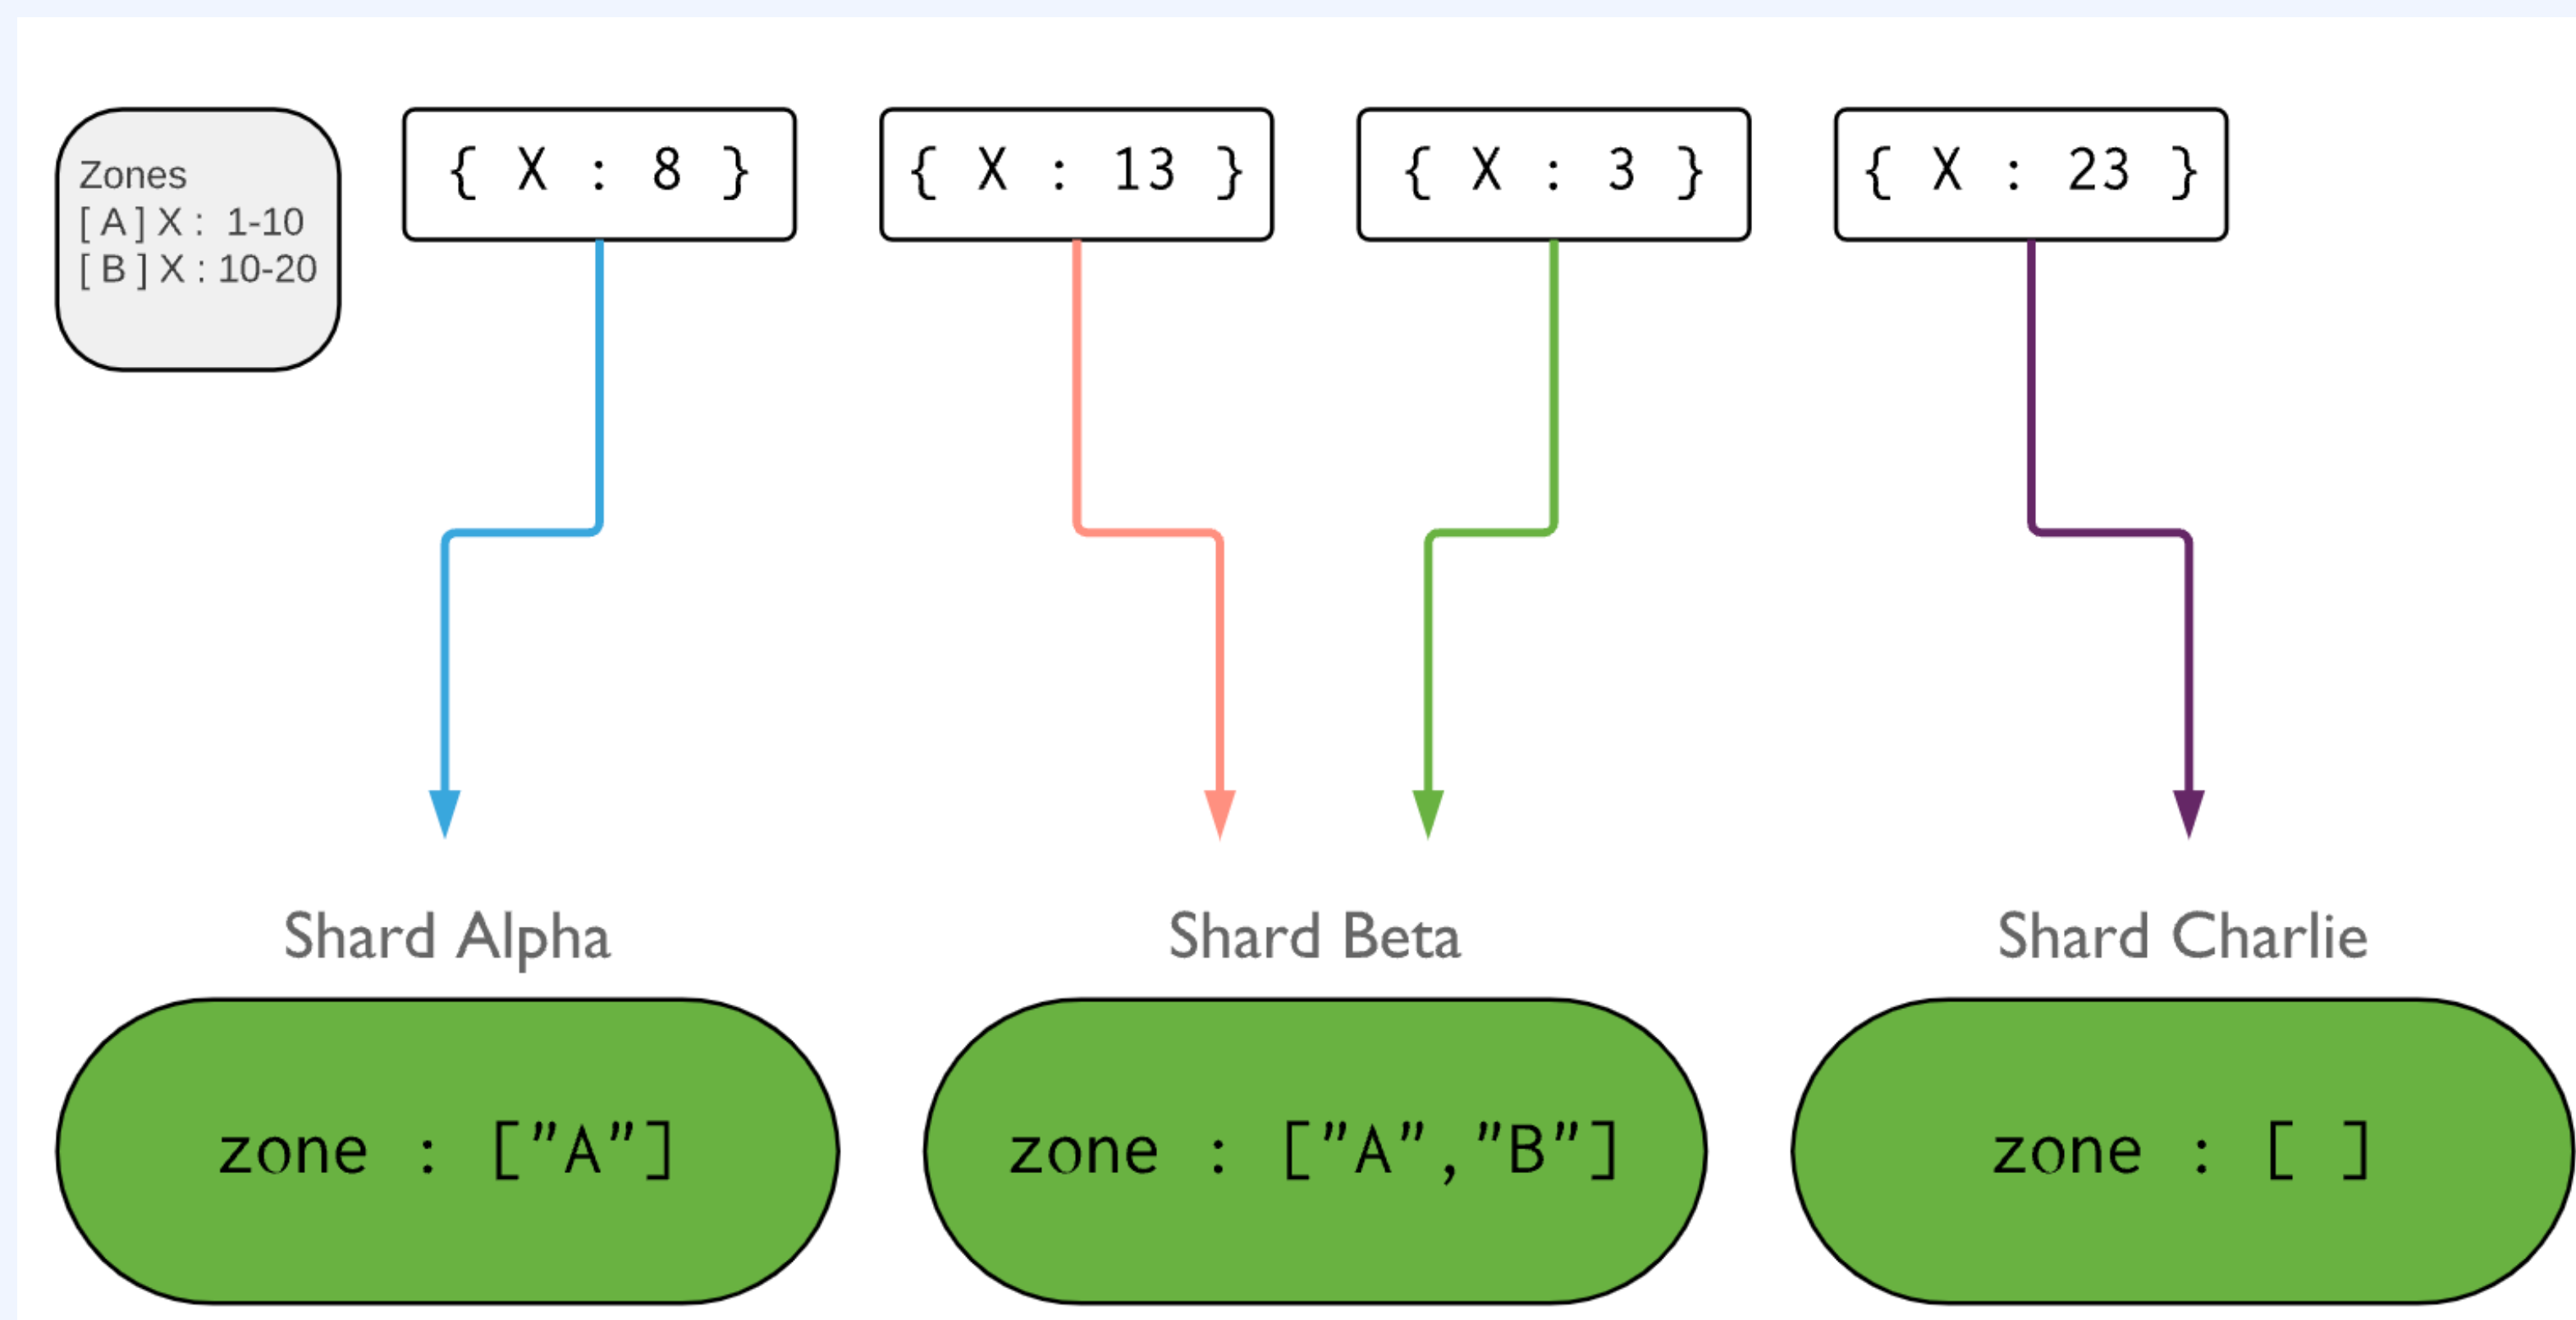 Zones
[ A ] X : 1-10
[ B ] X : 10-20
{ X : 8 }
{ X : 13 }
{ X : 3 }
{ X : 23 }
Shard Alpha
Shard Beta
Shard Charlie
zone : ["A"]
zone : ["A","B"]
zone : [ ]